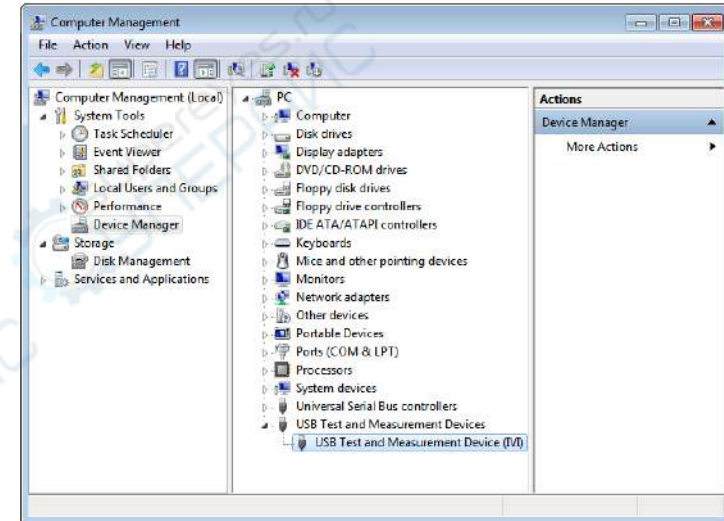 Computer Management
File Action View Help
Computer Management (Local)
System Tools
Task Scheduler
Event Viewer
Shared Folders
Local Users and Groups
Performance
Device Manager
Storage
Disk Management
Services and Applications
PC
Computer
Disk drives
Display adapters
DVD/CD-ROM drives
Floppy disk drives
Floppy drive controllers
IDE ATA/ATAPI controllers
Keyboards
Mice and other pointing devices
Monitors
Network adapters
Other devices
Portable Devices
Ports (COM & LPT)
Processors
System devices
Universal Serial Bus controllers
USB Test and Measurement Devices
USB Test and Measurement Device (IVI)
Actions
Device Manager
More Actions